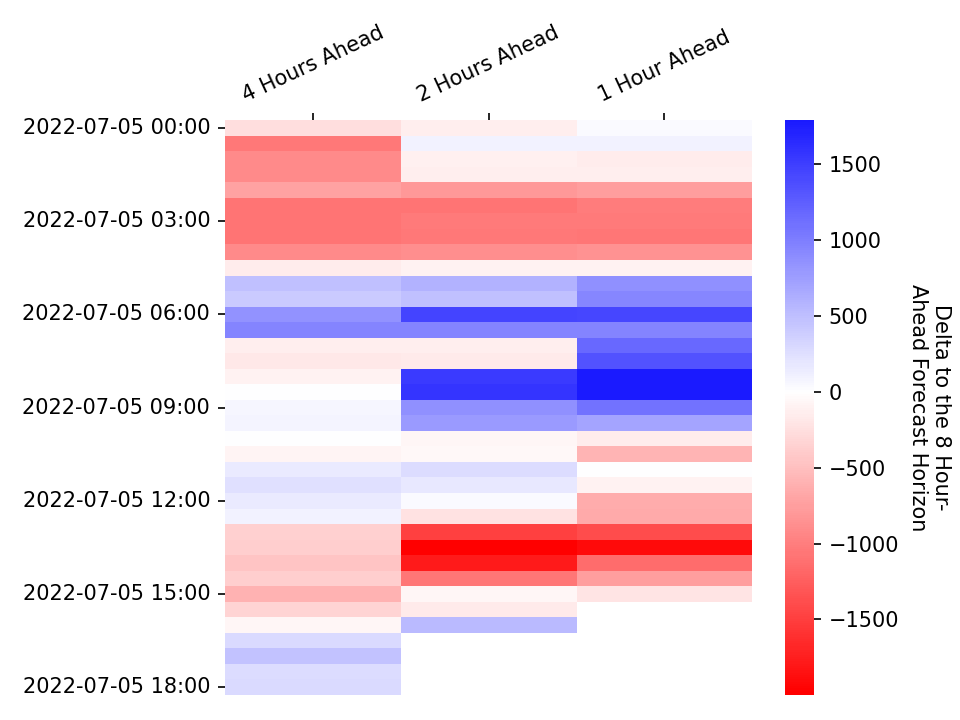 4 Hours Ahead
2 Hours Ahead
1 Hour Ahead
2022-07-05 00:00
2022-07-05 03:00
2022-07-05 06:00
2022-07-05 09:00
2022-07-05 12:00
2022-07-05 15:00
2022-07-05 18:00
1500
1000
500
0
−500
−1000
−1500
Delta to the 8 Hour-
Ahead Forecast Horizon